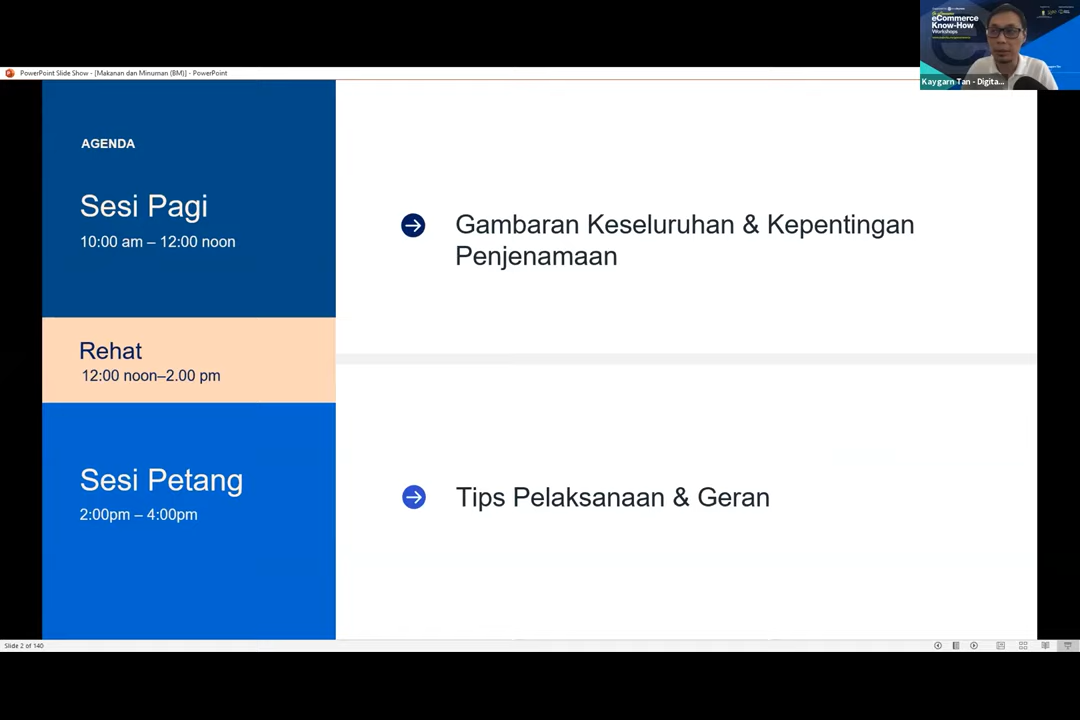 PowerPoint Slide Show - [Makanan dan Minuman (BM)] - PowerPoint
eCommerce
Know-How
Workshops
Kaygarn Tan - Digita...
AGENDA
Sesi Pagi
10:00 am – 12:00 noon
Gambaran Keseluruhan & Kepentingan
Penjenamaan
Rehat
12:00 noon–2.00 pm
Sesi Petang
2:00pm – 4:00pm
Tips Pelaksanaan & Geran
Slide 2 of 140